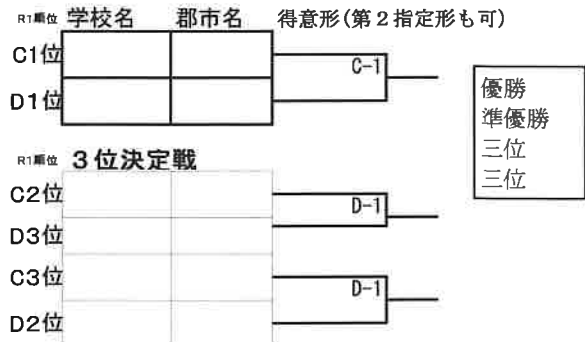 R1順位 学校名 郡市名 得意形(第2指定形も可)
C1位
C-1
D1位
優勝
準優勝
三位
三位
R1順位 3位決定戦
C2位
D-1
D3位
C3位
D-1
D2位